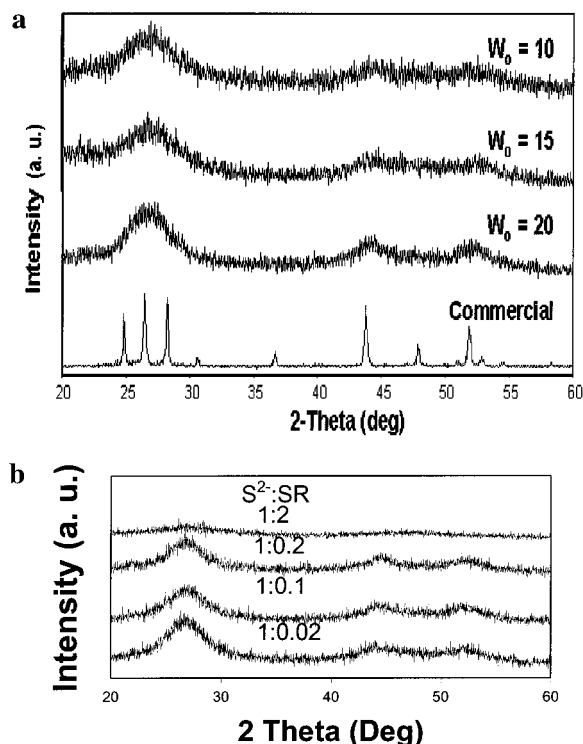 a
Intensity (a. u.)
W₀ = 10
W₀ = 15
W₀ = 20
Commercial
20 25 30 35 40 45 50 55 60
2-Theta (deg)
b
Intensity (a. u.)
S²⁻:SR
1:2
1:0.2
1:0.1
1:0.02
20 30 40 50 60
2 Theta (Deg)